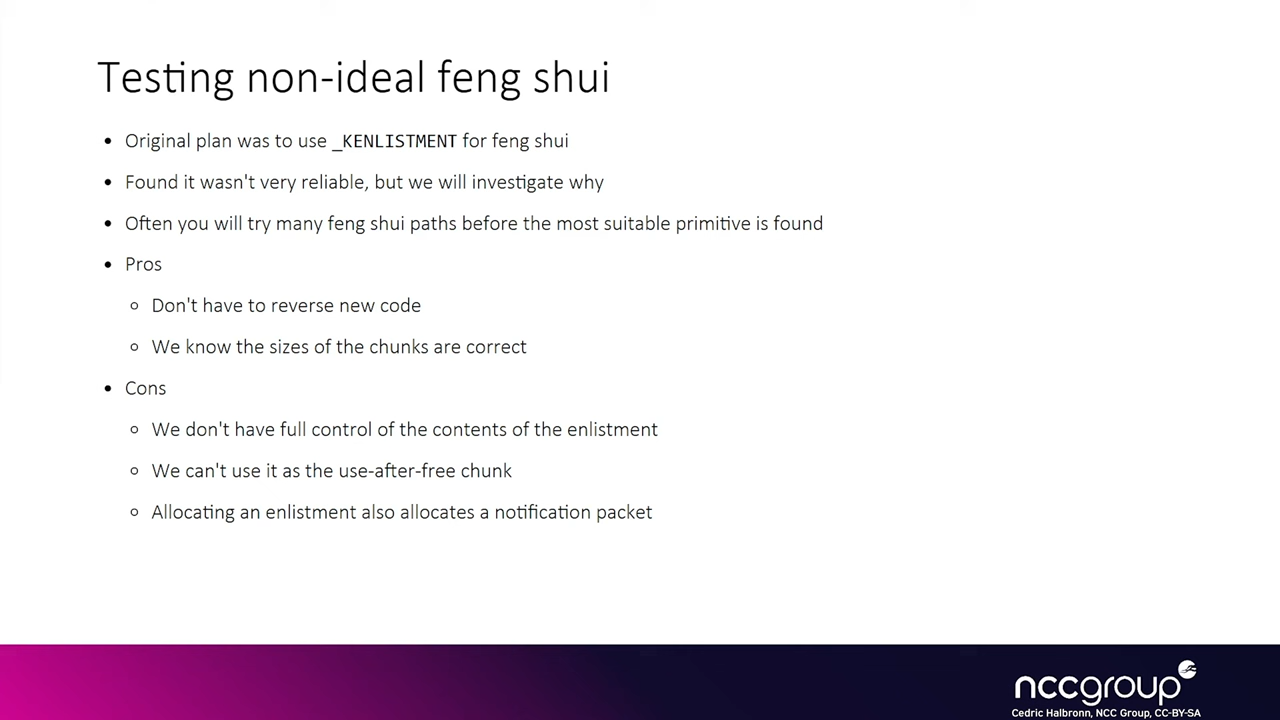 Testing non-ideal feng shui
• Original plan was to use _KENLISTMENT for feng shui
• Found it wasn't very reliable, but we will investigate why
• Often you will try many feng shui paths before the most suitable primitive is found
• Pros
◦ Don't have to reverse new code
◦ We know the sizes of the chunks are correct
• Cons
◦ We don't have full control of the contents of the enlistment
◦ We can't use it as the use-after-free chunk
◦ Allocating an enlistment also allocates a notification packet
nccgroup
Cedric Halbronn, NCC Group, CC-BY-SA